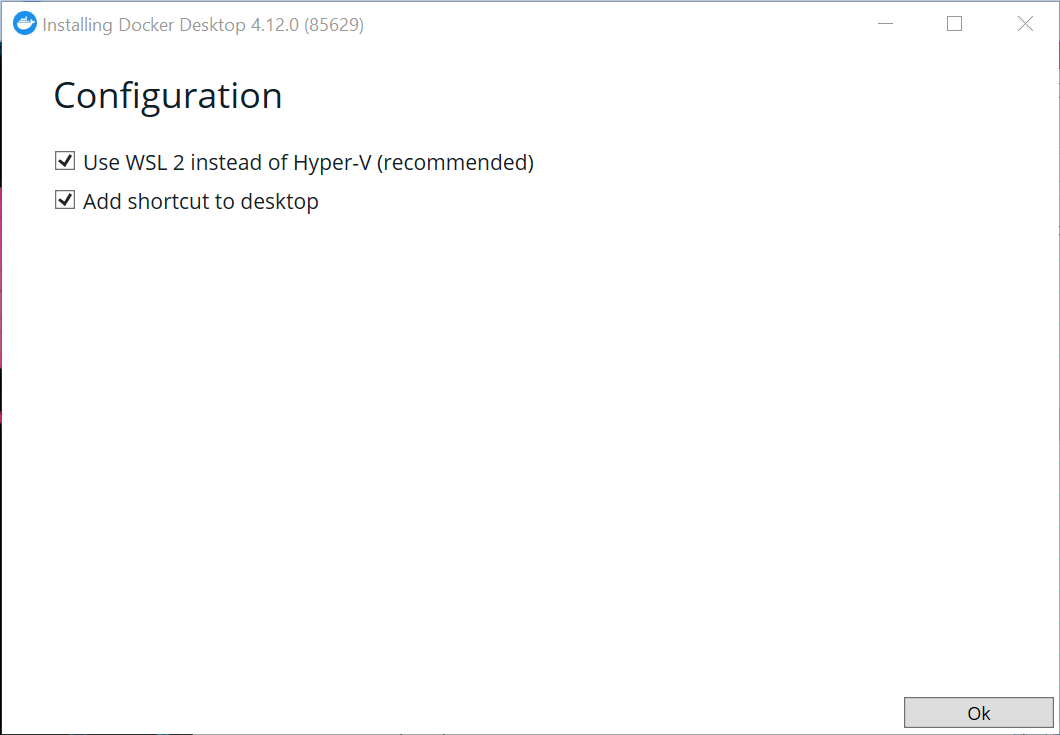 Installing Docker Desktop 4.12.0 (85629)
Configuration
Use WSL 2 instead of Hyper-V (recommended)
Add shortcut to desktop
Ok